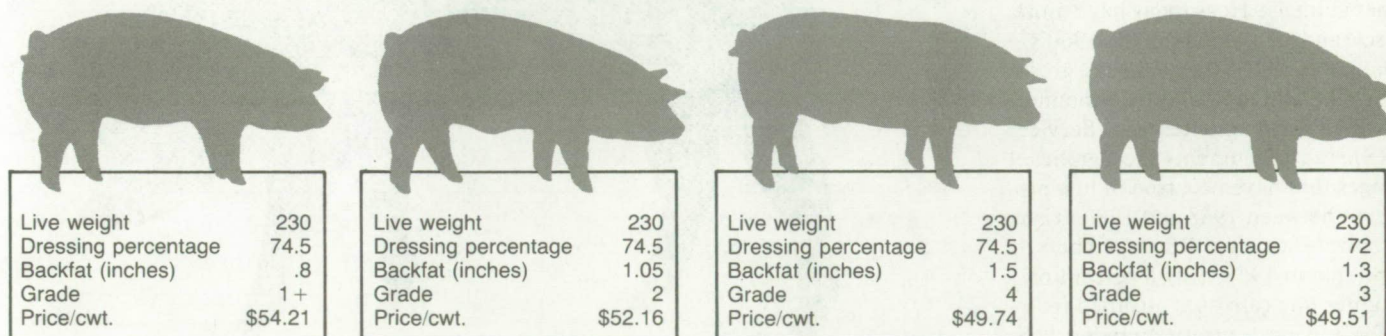 Live weight 230
Dressing percentage 74.5
Backfat (inches) .8
Grade 1+
Price/cwt. $54.21
Live weight 230
Dressing percentage 74.5
Backfat (inches) 1.05
Grade 2
Price/cwt. $52.16
Live weight 230
Dressing percentage 74.5
Backfat (inches) 1.5
Grade 4
Price/cwt. $49.74
Live weight 230
Dressing percentage 72
Backfat (inches) 1.3
Grade 3
Price/cwt. $49.51